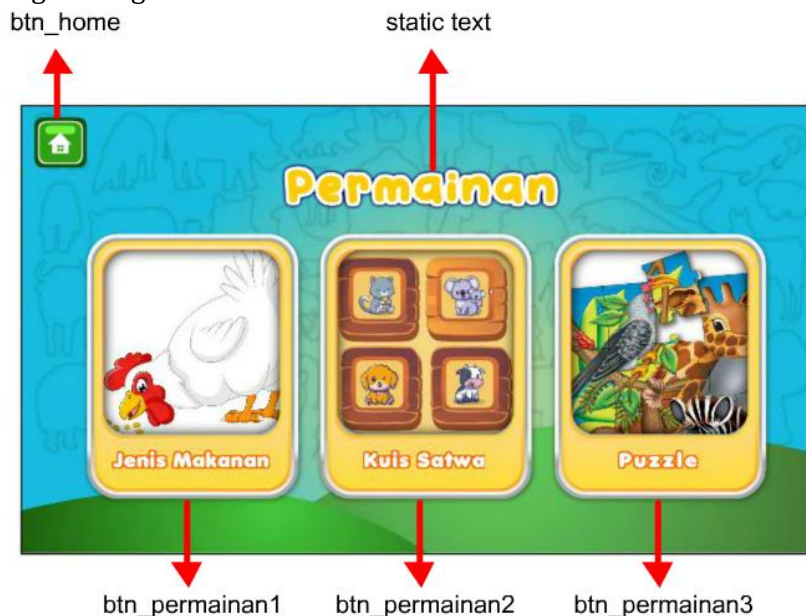 btn_home static text
Permainan
Jenis Makanan Kuis Satwa Puzzle
btn_permainan1 btn_permainan2 btn_permainan3